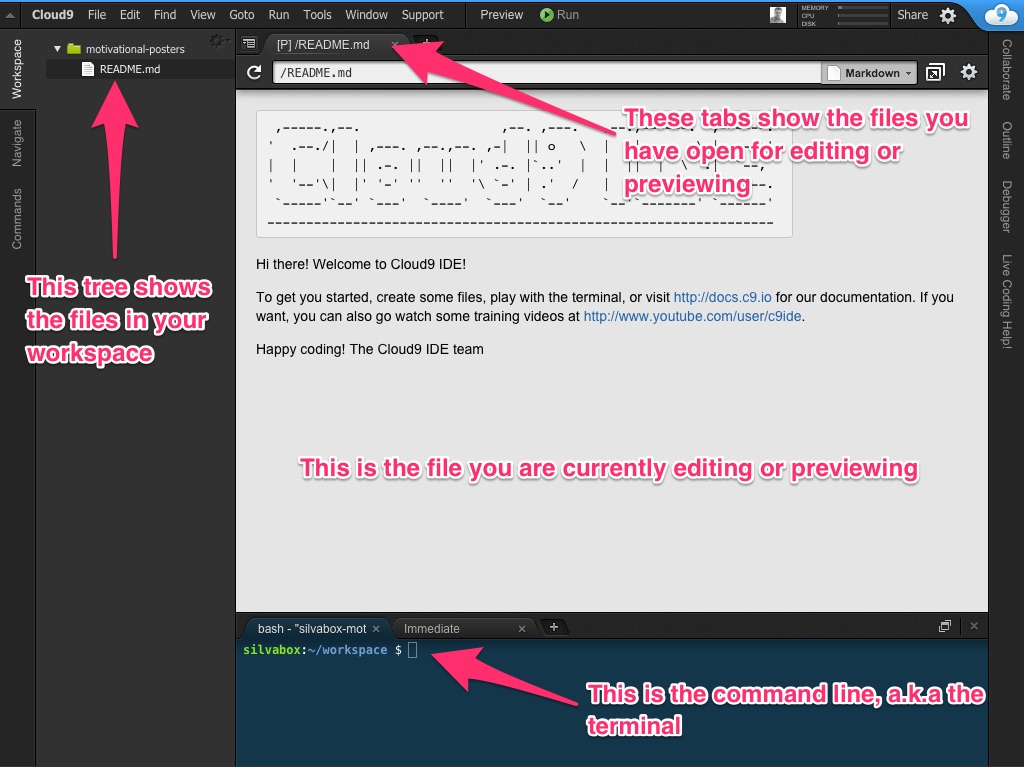 Cloud9 File Edit Find View Goto Run Tools Window Support Preview Run MEMORY Share
CPU
DISK
Workspace
Navigate
Commands
motivational-posters
README.md
This tree shows
the files in your
workspace
[P] /README.md
/README.md Markdown
These tabs show the files you
have open for editing or
previewing
Hi there! Welcome to Cloud9 IDE!
To get you started, create some files, play with the terminal, or visit http://docs.c9.io for our documentation. If you
want, you can also go watch some training videos at http://www.youtube.com/user/c9ide.
Happy coding! The Cloud9 IDE team
This is the file you are currently editing or previewing
bash - "silvabox-mot Immediate
silvabox:~/workspace $
This is the command line, a.k.a the
terminal
Collaborate
Outline
Debugger
Live Coding Help!